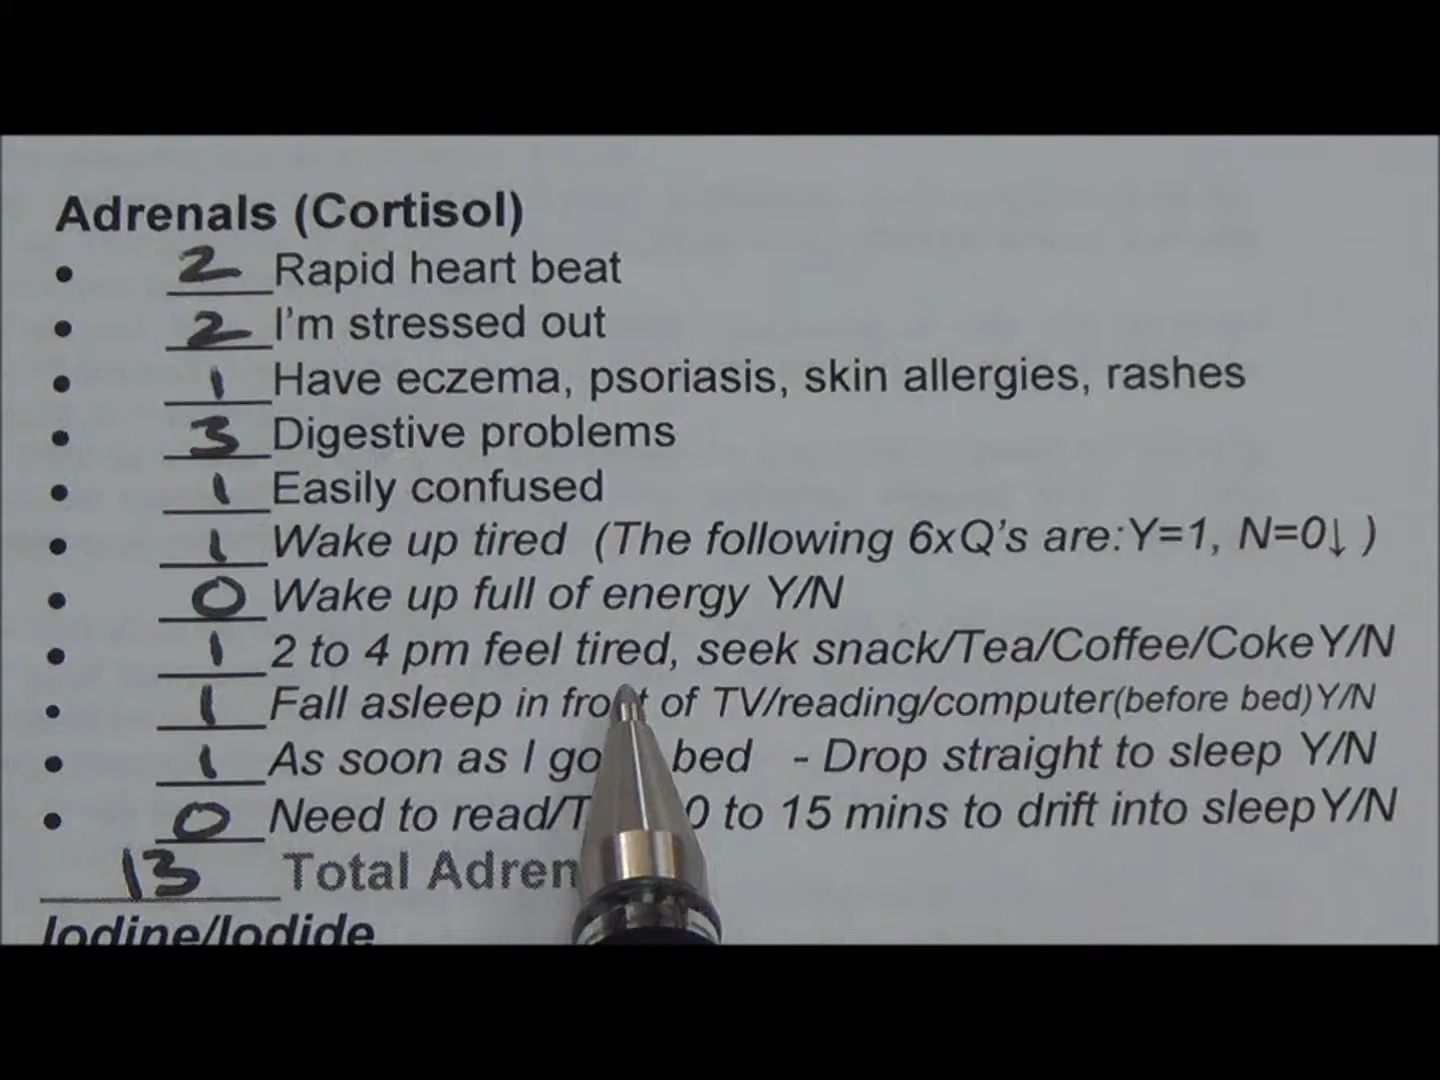 Adrenals (Cortisol)
• 2 Rapid heart beat
• 2 I'm stressed out
• 1 Have eczema, psoriasis, skin allergies, rashes
• 3 Digestive problems
• 1 Easily confused
• 1 Wake up tired (The following 6xQ's are:Y=1, N=0↓ )
• 0 Wake up full of energy Y/N
• 1 2 to 4 pm feel tired, seek snack/Tea/Coffee/Coke Y/N
• 1 Fall asleep in front of TV/reading/computer(before bed) Y/N
• 1 As soon as I go bed - Drop straight to sleep Y/N
• 0 Need to read/ to 15 mins to drift into sleep Y/N
13 Total
Iodine/Iodide